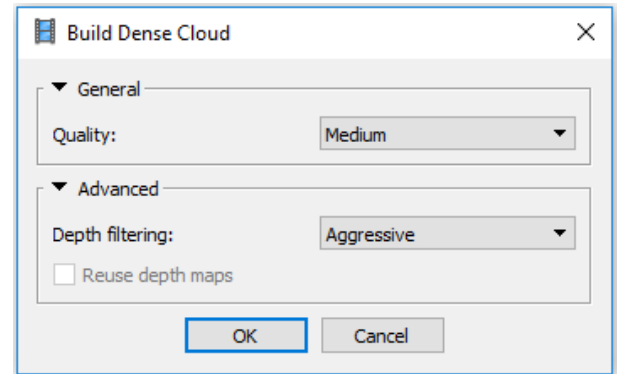 Build Dense Cloud
General
Quality: Medium
Advanced
Depth filtering: Aggressive
Reuse depth maps
OK Cancel